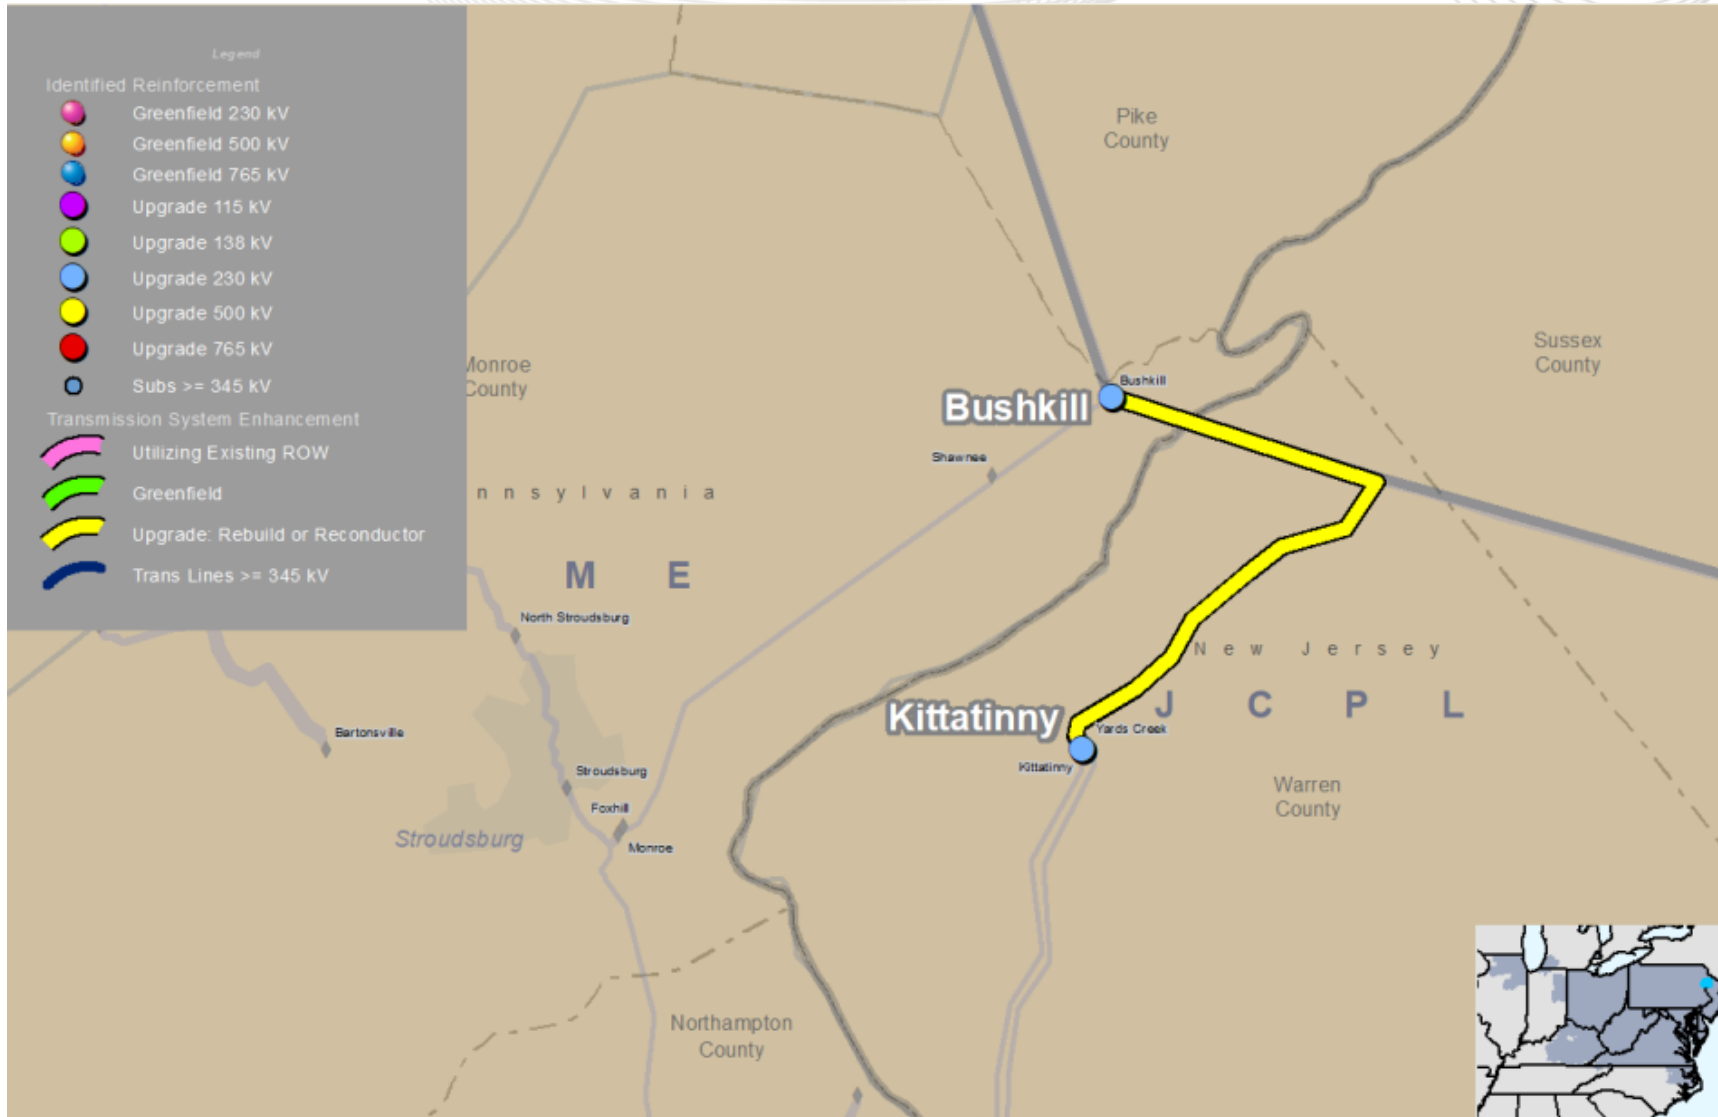 Legend
Identified Reinforcement
Greenfield 230 kV
Greenfield 500 kV
Greenfield 765 kV
Upgrade 115 kV
Upgrade 138 kV
Upgrade 230 kV
Upgrade 500 kV
Upgrade 765 kV
Subs >= 345 kV
Transmission System Enhancement
Utilizing Existing ROW
Greenfield
Upgrade: Rebuild or Reconductor
Trans Lines >= 345 kV
Pike
County
Sussex
County
Monroe
County
Bushkill
Bushkill
Shawnee
nnsylvania
M E
North Stroudsburg
New Jersey
J C P L
Kittatinny
Yards Creek
Kittatinny
Bartonsville
Stroudsburg
Foxhill
Stroudsburg
Monroe
Warren
County
Northampton
County